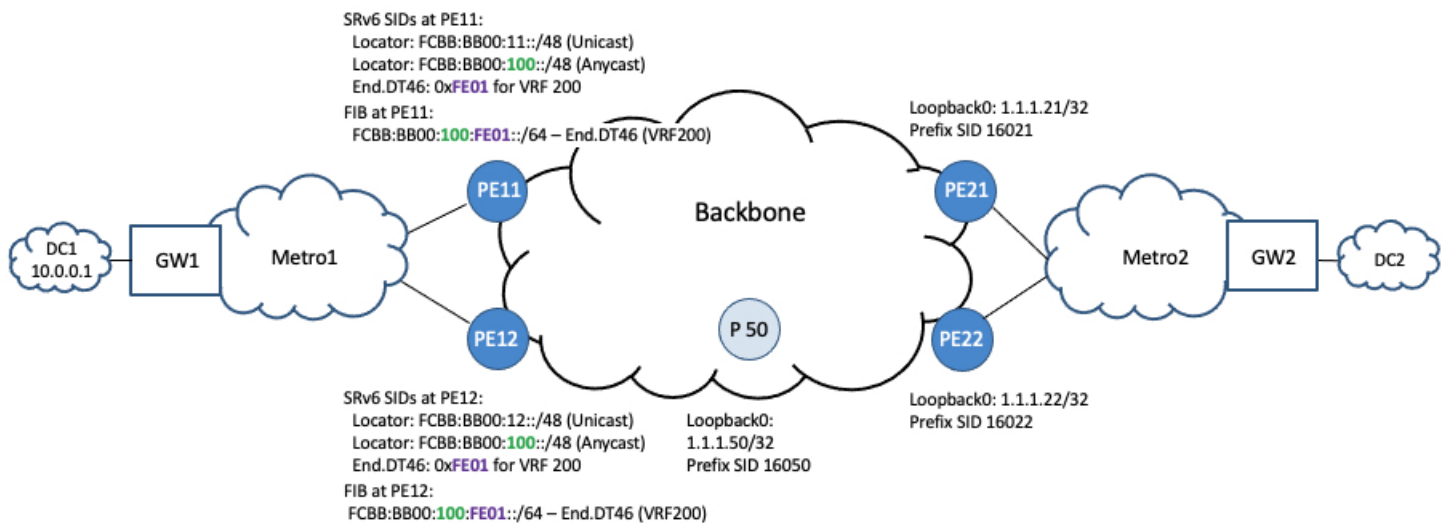 SRv6 SIDs at PE11:
Locator: FCBB:BB00:11::/48 (Unicast)
Locator: FCBB:BB00:100::/48 (Anycast)
End.DT46: 0xFE01 for VRF 200
FIB at PE11:
FCBB:BB00:100:FE01::/64 – End.DT46 (VRF200)
Loopback0: 1.1.1.21/32
Prefix SID 16021
PE11
PE21
Backbone
DC1
10.0.0.1
GW1
Metro1
Metro2
GW2
DC2
PE12
P 50
PE22
SRv6 SIDs at PE12:
Locator: FCBB:BB00:12::/48 (Unicast)
Locator: FCBB:BB00:100::/48 (Anycast)
End.DT46: 0xFE01 for VRF 200
FIB at PE12:
FCBB:BB00:100:FE01::/64 – End.DT46 (VRF200)
Loopback0:
1.1.1.50/32
Prefix SID 16050
Loopback0: 1.1.1.22/32
Prefix SID 16022